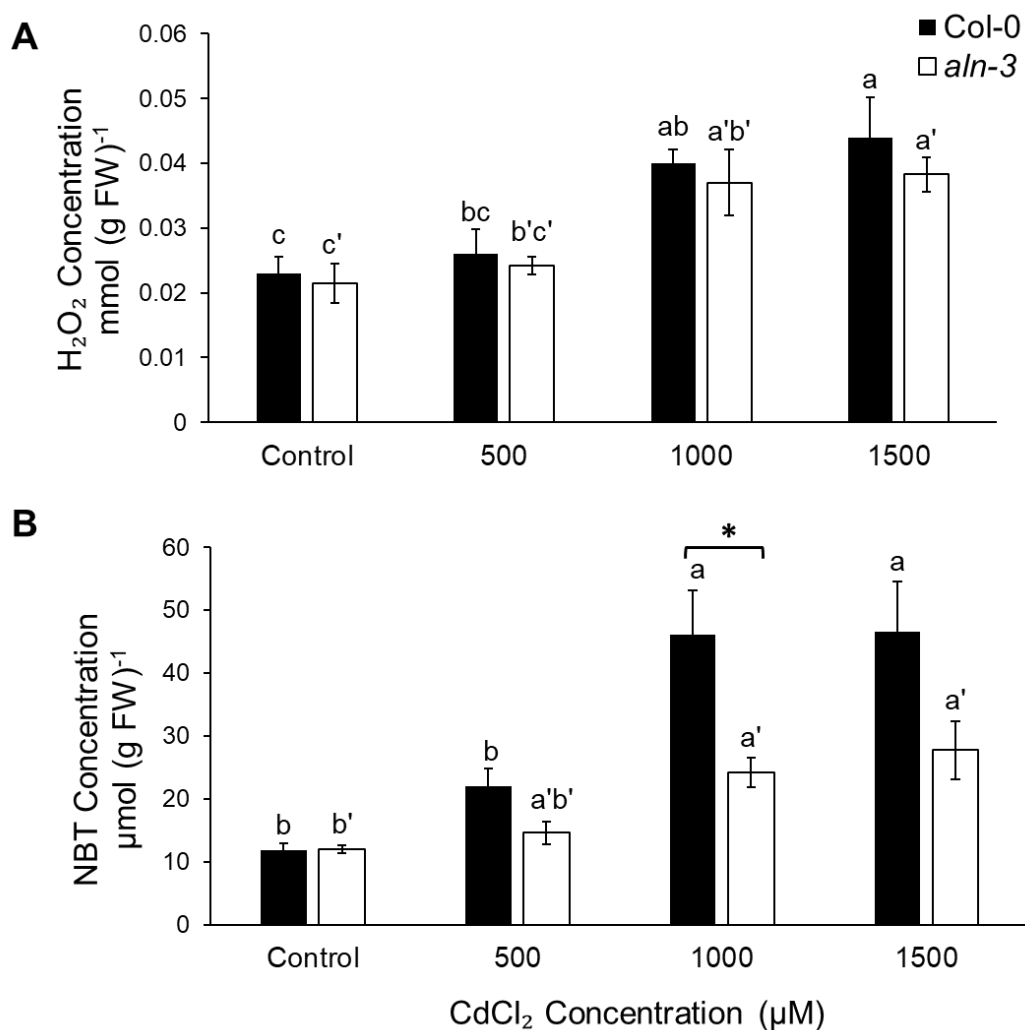 A
Col-0
aln-3
H₂O₂ Concentration
mmol (g FW)⁻¹
0.06
0.05
0.04
0.03
0.02
0.01
0
c
c'
bc
b'c'
ab
a'b'
a
a'
Control
500
1000
1500
B
NBT Concentration
µmol (g FW)⁻¹
60
50
40
30
20
10
0
b
b'
b
a'b'
*
a
a'
a
a'
Control
500
1000
1500
CdCl₂ Concentration (µM)